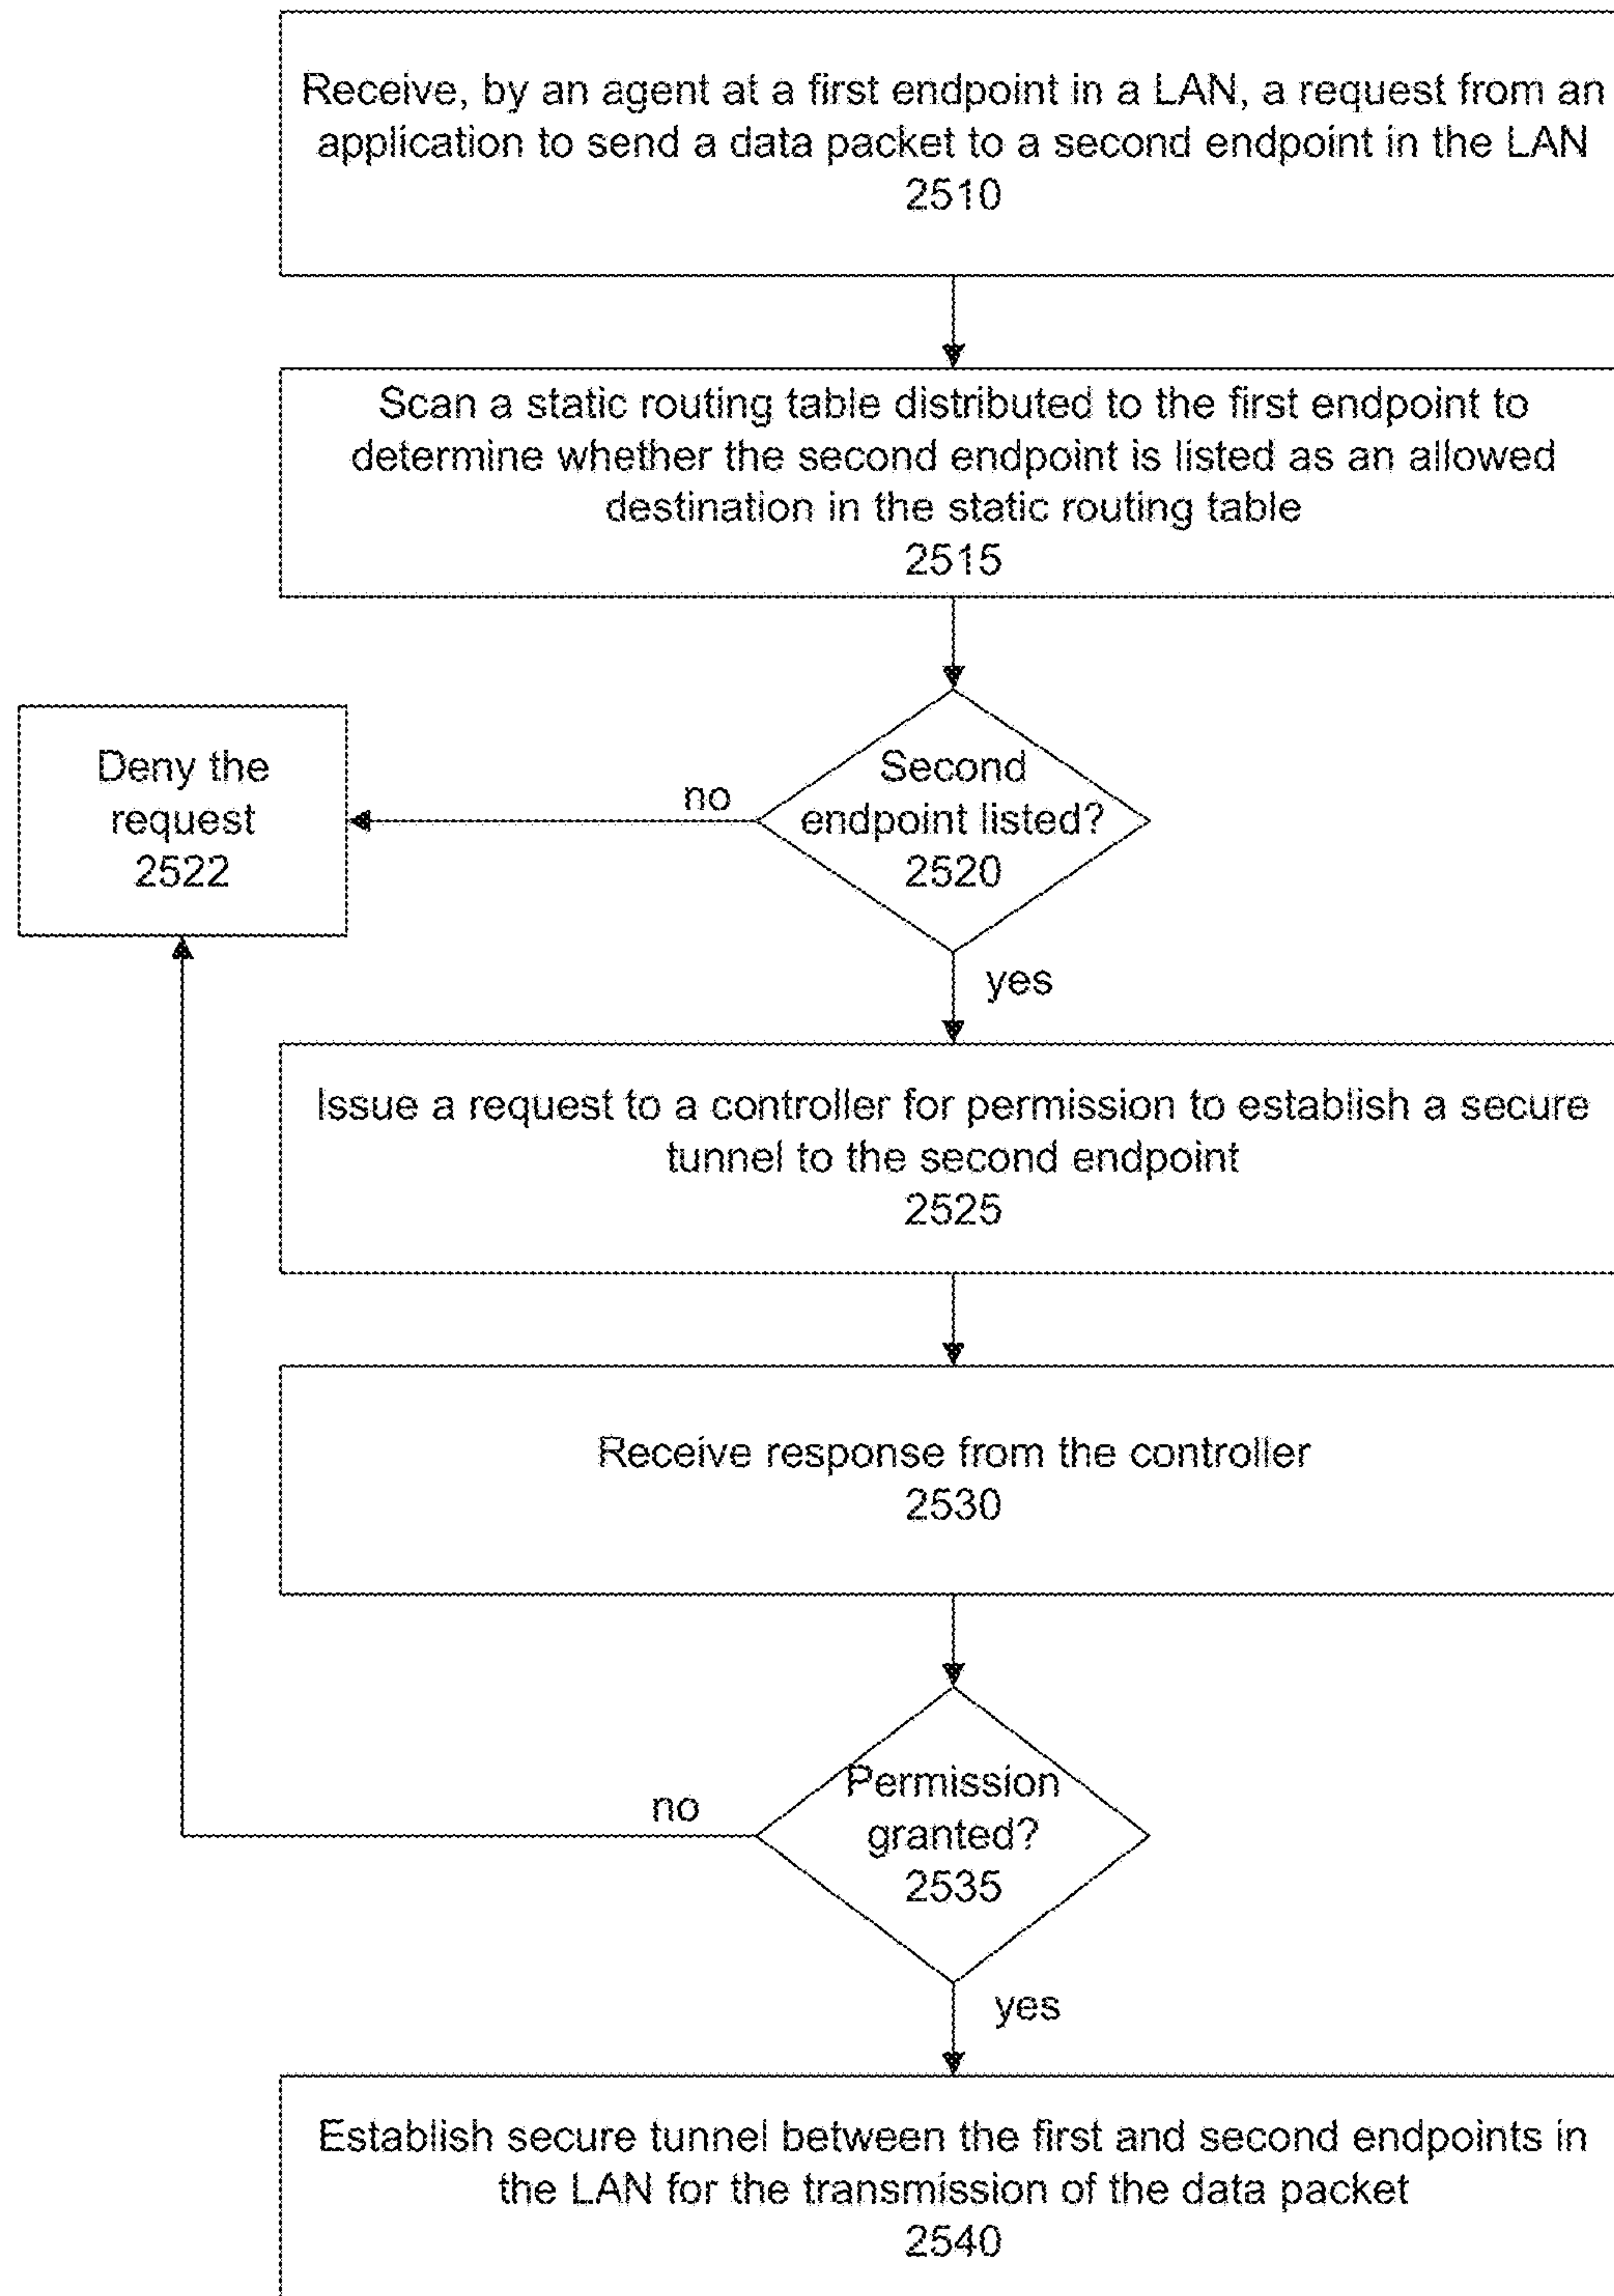 Receive, by an agent at a first endpoint in a LAN, a request from an
application to send a data packet to a second endpoint in the LAN
2510
Scan a static routing table distributed to the first endpoint to
determine whether the second endpoint is listed as an allowed
destination in the static routing table
2515
Deny the
request
2522
no
Second
endpoint listed?
2520
yes
Issue a request to a controller for permission to establish a secure
tunnel to the second endpoint
2525
Receive response from the controller
2530
no
Permission
granted?
2535
yes
Establish secure tunnel between the first and second endpoints in
the LAN for the transmission of the data packet
2540